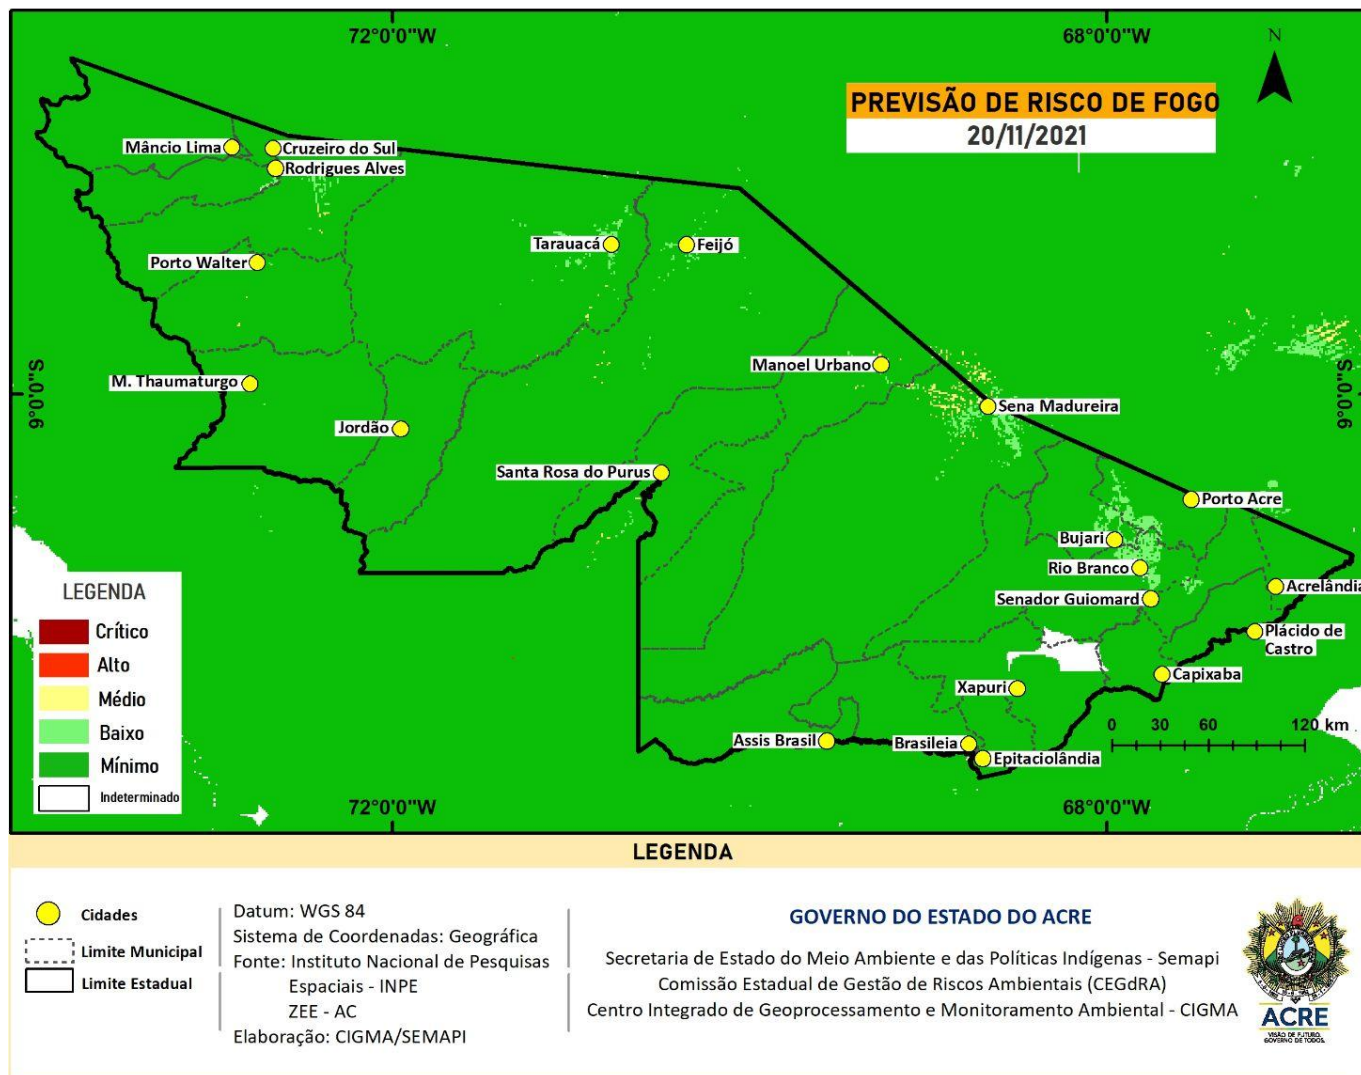 72°0'0"W
68°0'0"W
N
PREVISÃO DE RISCO DE FOGO
20/11/2021
Mâncio Lima
Cruzeiro do Sul
Rodrigues Alves
Tarauacá
Feijó
Porto Walter
Manoel Urbano
M. Thaumaturgo
9°0'0"S
9°0'0"S
Sena Madureira
Jordão
Santa Rosa do Purus
Porto Acre
Bujari
Rio Branco
Acrelândia
Senador Guiomard
Plácido de
Castro
Capixaba
Xapuri
Assis Brasil
Brasileia
Epitaciolândia
0 30 60 120 km
LEGENDA
Crítico
Alto
Médio
Baixo
Mínimo
Indeterminado
72°0'0"W
68°0'0"W
LEGENDA
Cidades
Limite Municipal
Limite Estadual
Datum: WGS 84
Sistema de Coordenadas: Geográfica
Fonte: Instituto Nacional de Pesquisas
Espaciais - INPE
ZEE - AC
Elaboração: CIGMA/SEMAPI
GOVERNO DO ESTADO DO ACRE
Secretaria de Estado do Meio Ambiente e das Políticas Indígenas - Semapi
Comissão Estadual de Gestão de Riscos Ambientais (CEGdRA)
Centro Integrado de Geoprocessamento e Monitoramento Ambiental - CIGMA
ACRE
VISÃO DE FUTURO.
GOVERNO DE TODOS.